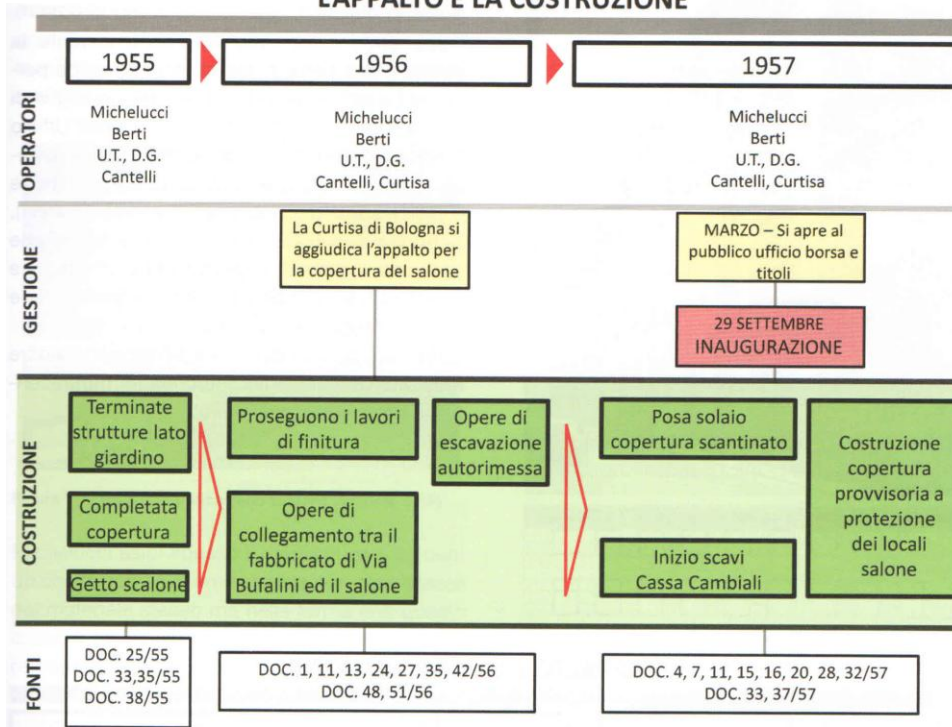 L'APPALTO E LA COSTRUZIONE
1955
1956
1957
OPERATORI
Michelucci
Berti
U.T., D.G.
Cantelli
Michelucci
Berti
U.T., D.G.
Cantelli, Curtisa
Michelucci
Berti
U.T., D.G.
Cantelli, Curtisa
GESTIONE
La Curtisa di Bologna si
aggiudica l'appalto per
la copertura del salone
MARZO – Si apre al
pubblico ufficio borsa e
titoli
29 SETTEMBRE
INAUGURAZIONE
COSTRUZIONE
Terminate
strutture lato
giardino
Completata
copertura
Getto scalone
Proseguono i lavori
di finitura
Opere di
collegamento tra il
fabbricato di Via
Bufalini ed il salone
Opere di
escavazione
autorimessa
Posa solaio
copertura scantinato
Inizio scavi
Cassa Cambiali
Costruzione
copertura
provvisoria a
protezione
dei locali
salone
FONTI
DOC. 25/55
DOC. 33,35/55
DOC. 38/55
DOC. 1, 11, 13, 24, 27, 35, 42/56
DOC. 48, 51/56
DOC. 4, 7, 11, 15, 16, 20, 28, 32/57
DOC. 33, 37/57